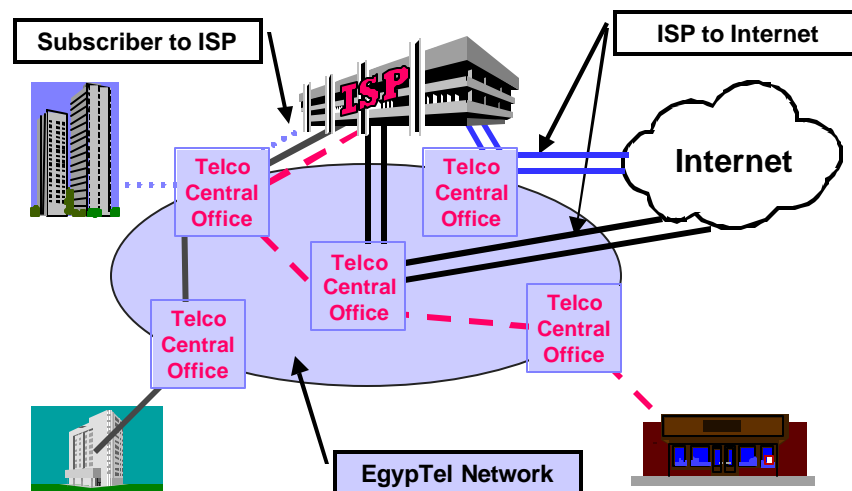 Subscriber to ISP
ISP to Internet
ISP
Internet
Telco
Central
Office
Telco
Central
Office
Telco
Central
Office
Telco
Central
Office
Telco
Central
Office
EgypTel Network